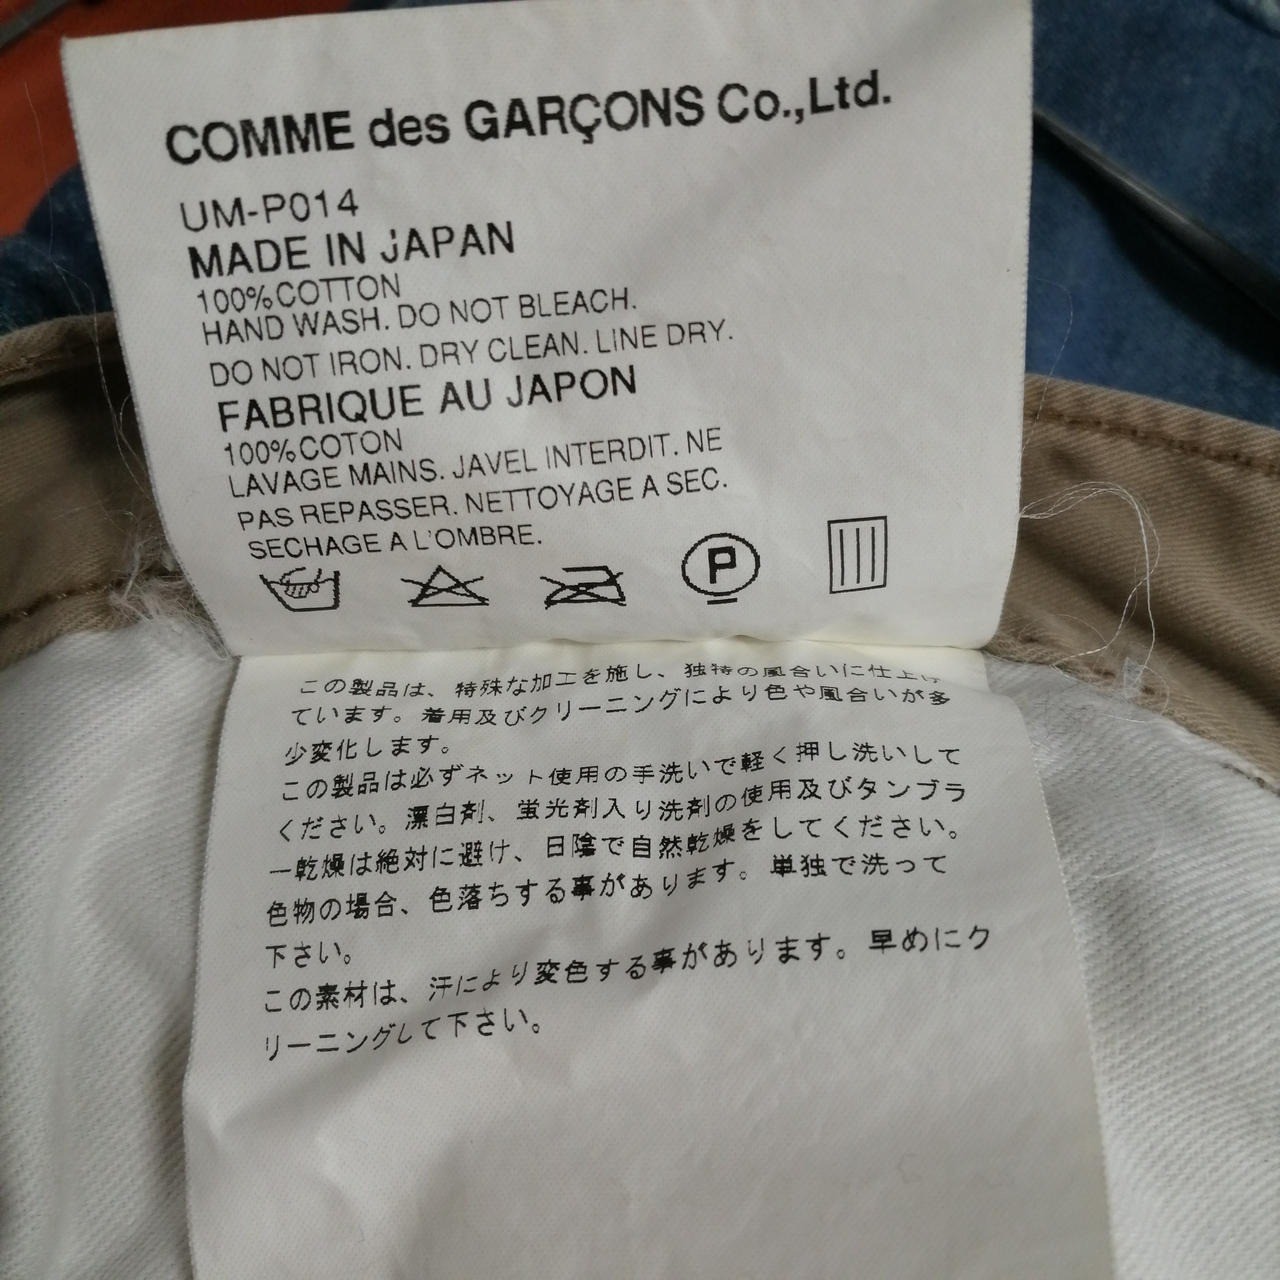 COMME des GARÇONS Co.,Ltd.
UM-P014
MADE IN JAPAN
100%COTTON
HAND WASH. DO NOT BLEACH.
DO NOT IRON. DRY CLEAN. LINE DRY.
FABRIQUE AU JAPON
100%COTON
LAVAGE MAINS. JAVEL INTERDIT. NE
PAS REPASSER. NETTOYAGE A SEC.
SECHAGE A L'OMBRE.
P
この製品は、特殊な加工を施し、独特の風合いに仕上げ
ています。着用及びクリーニングにより色や風合いが多
少変化します。
この製品は必ずネット使用の手洗いで軽く押し洗いして
ください。漂白剤、蛍光剤入り洗剤の使用及びタンブラ
ー乾燥は絶対に避け、日陰で自然乾燥をしてください。
色物の場合、色落ちする事があります。単独で洗って
下さい。
この素材は、汗により変色する事があります。早めにク
リーニングして下さい。